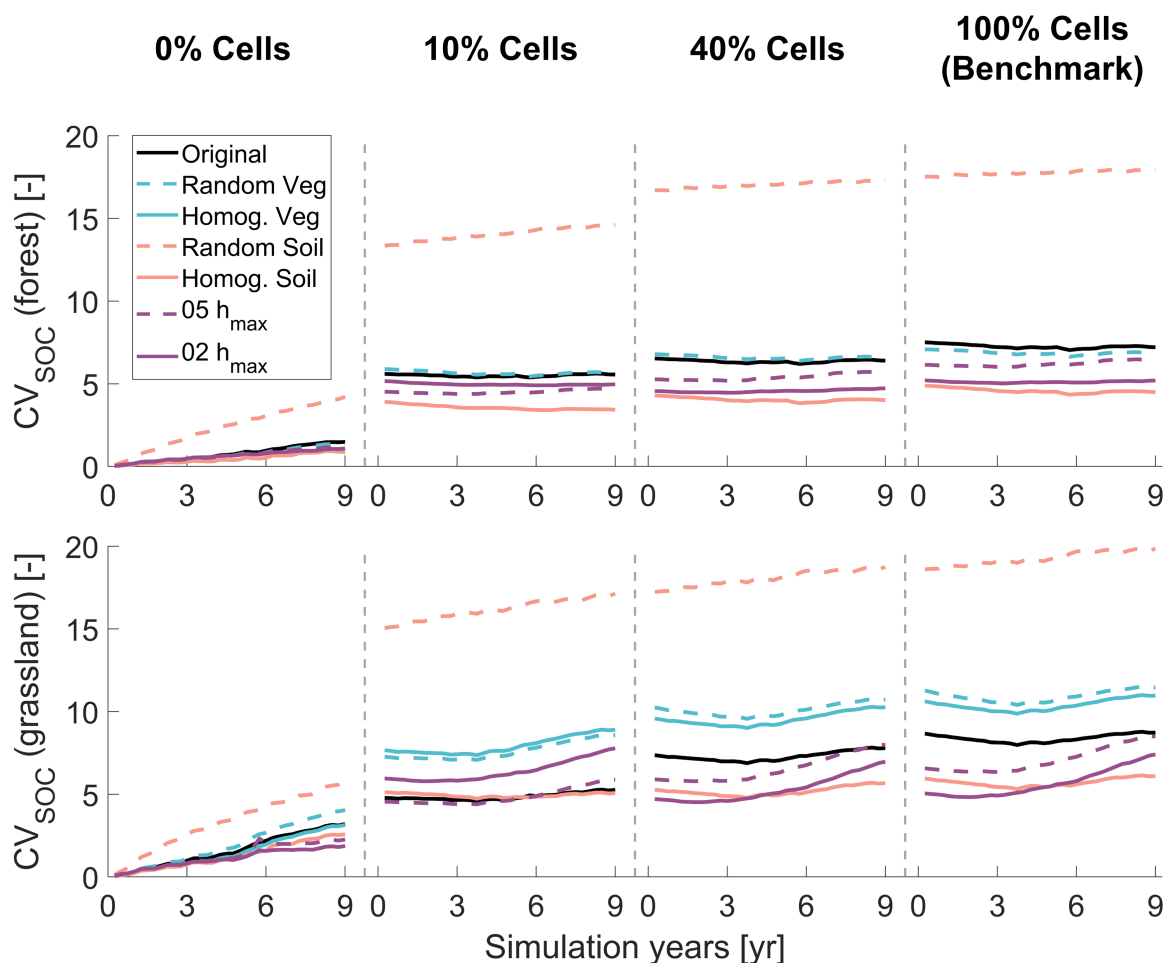 0% Cells
10% Cells
40% Cells
100% Cells
(Benchmark)
CV_SOC (forest) [-]
20
15
10
5
0
Original
Random Veg
Homog. Veg
Random Soil
Homog. Soil
05 h_max
02 h_max
0 3 6 9 0 3 6 9 0 3 6 9 0 3 6 9
CV_SOC (grassland) [-]
20
15
10
5
0
0 3 6 9 0 3 6 9 0 3 6 9 0 3 6 9
Simulation years [yr]